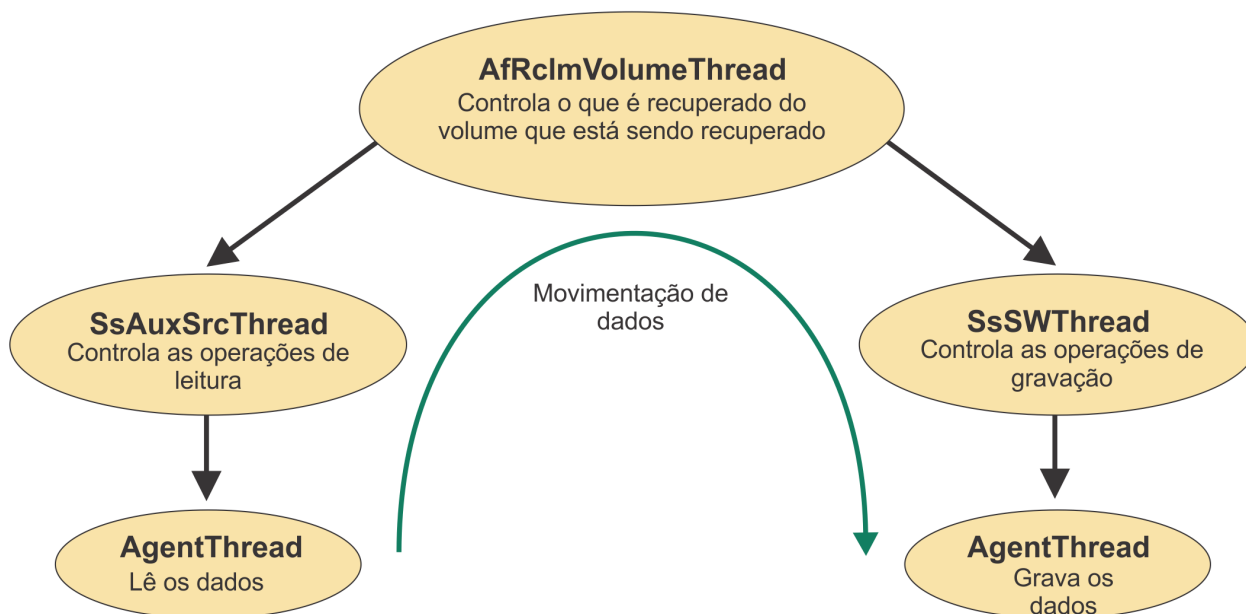 AfRclmVolumeThread
Controla o que é recuperado do
volume que está sendo recuperado
Movimentação de
dados
SsAuxSrcThread
Controla as operações de
leitura
SsSWThread
Controla as operações de
gravação
AgentThread
Lê os dados
AgentThread
Grava os
dados